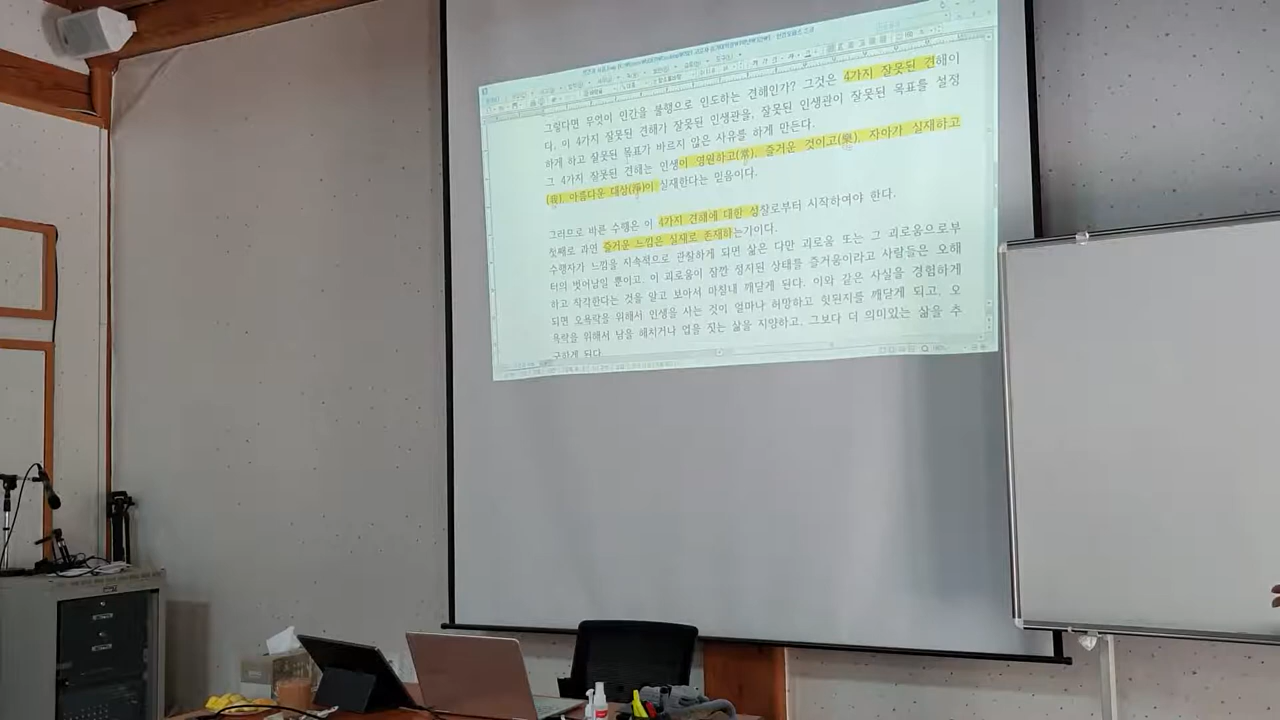 그렇다면 무엇이 인간을 불행으로 인도하는 견해인가? 그것은 4가지 잘못된 견해이
다. 이 4가지 잘못된 견해가 잘못된 인생관을, 잘못된 인생관이 잘못된 목표를 설정
하게 하고 잘못된 목표가 바르지 않은 사유를 하게 만든다.
그 4가지 잘못된 견해는 인생이 영원하고(常), 즐거운 것이고(樂), 자아가 실재하고
(我), 아름다운 대상(淨)이 실재한다는 믿음이다.
그러므로 바른 수행은 이 4가지 견해에 대한 성찰로부터 시작하여야 한다.
첫째로 과연 즐거운 느낌은 실재로 존재하는가이다.
수행자가 느낌을 지속적으로 관찰하게 되면 삶은 다만 괴로움 또는 그 괴로움으로부
터의 벗어남일 뿐이고, 이 괴로움이 잠깐 정지된 상태를 즐거움이라고 사람들은 오해
하고 착각한다는 것을 알고 보아서 마침내 깨닫게 된다. 이와 같은 사실을 경험하게
되면 오욕락을 위해서 인생을 사는 것이 얼마나 허망하고 헛된지를 깨닫게 되고, 오
욕락을 위해서 남을 해치거나 업을 짓는 삶을 지양하고, 그보다 더 의미있는 삶을 추
구하게 된다.